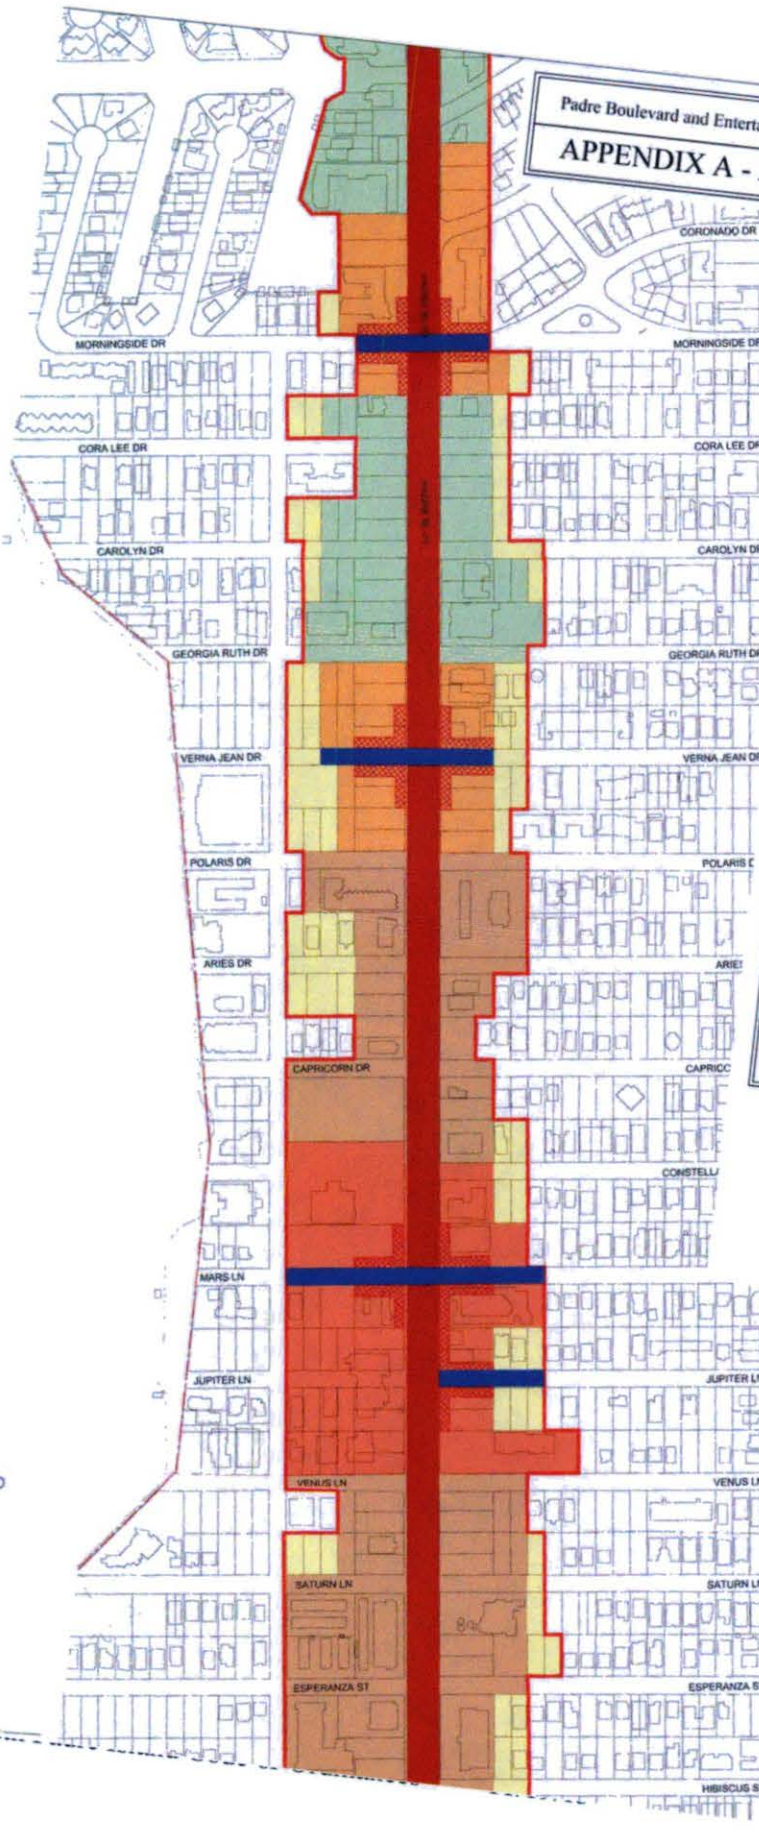 Padre Boulevard and
APPENDIX A -
CORONADO DR
MORNINGSIDE DR
MORNINGSIDE DR
CORA LEE DR
CORA LEE DR
CAROLYN DR
CAROLYN DR
GEORGIA RUTH DR
GEORGIA RUTH DR
VERNA JEAN DR
VERNA JEAN DR
POLARIS DR
POLARIS
ARIES DR
ARIES
CAPRICORN DR
CAPRICO
CONSTELL
MARS LN
JUPITER LN
JUPITER LN
VENUS LN
VENUS LN
SATURN LN
SATURN LN
ESPERANZA ST
ESPERANZA S
HIBISCUS S